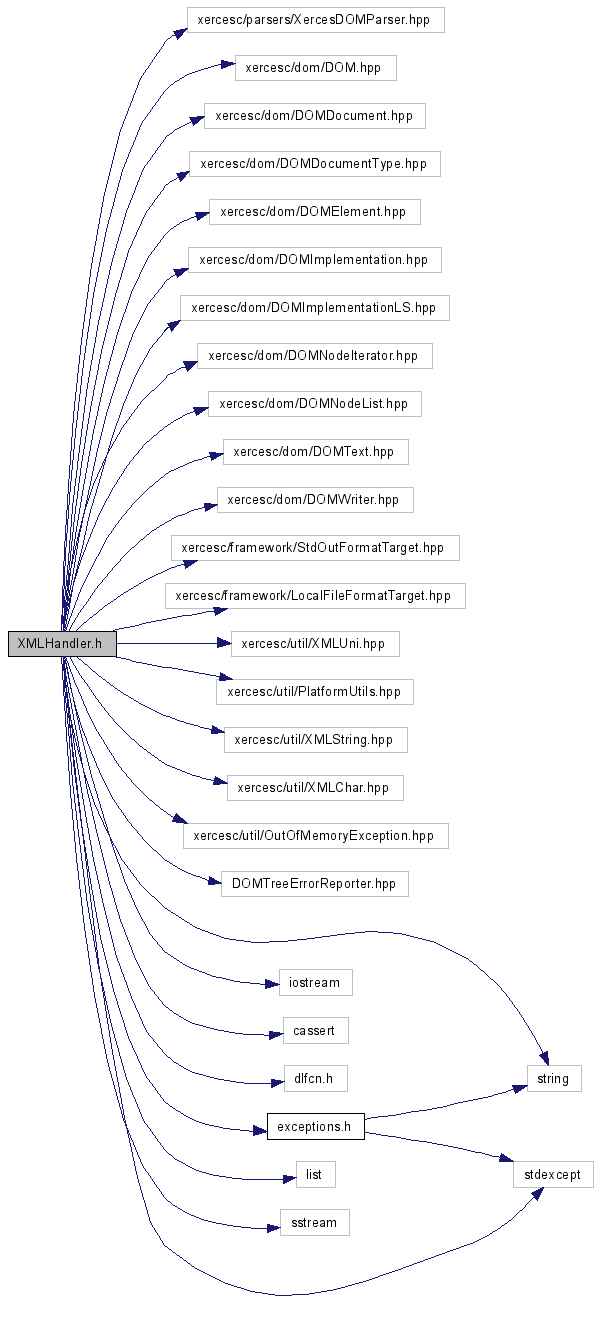 xercesc/parsers/XercesDOMParser.hpp
xercesc/dom/DOM.hpp
xercesc/dom/DOMDocument.hpp
xercesc/dom/DOMDocumentType.hpp
xercesc/dom/DOMElement.hpp
xercesc/dom/DOMImplementation.hpp
xercesc/dom/DOMImplementationLS.hpp
xercesc/dom/DOMNodeIterator.hpp
xercesc/dom/DOMNodeList.hpp
xercesc/dom/DOMText.hpp
xercesc/dom/DOMWriter.hpp
xercesc/framework/StdOutFormatTarget.hpp
xercesc/framework/LocalFileFormatTarget.hpp
XMLHandler.h
xercesc/util/XMLUni.hpp
xercesc/util/PlatformUtils.hpp
xercesc/util/XMLString.hpp
xercesc/util/XMLChar.hpp
xercesc/util/OutOfMemoryException.hpp
DOMTreeErrorReporter.hpp
iostream
cassert
dlfcn.h
string
exceptions.h
list
stdexcept
sstream